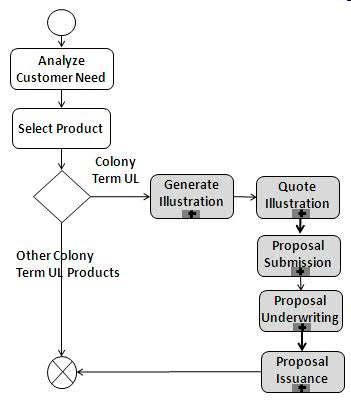 Analyze
Customer Need
Select Product
Colony
Term UL
Generate
Illustration
Quote
Illustration
Proposal
Submission
Other Colony
Term UL Products
Proposal
Underwriting
Proposal
Issuance